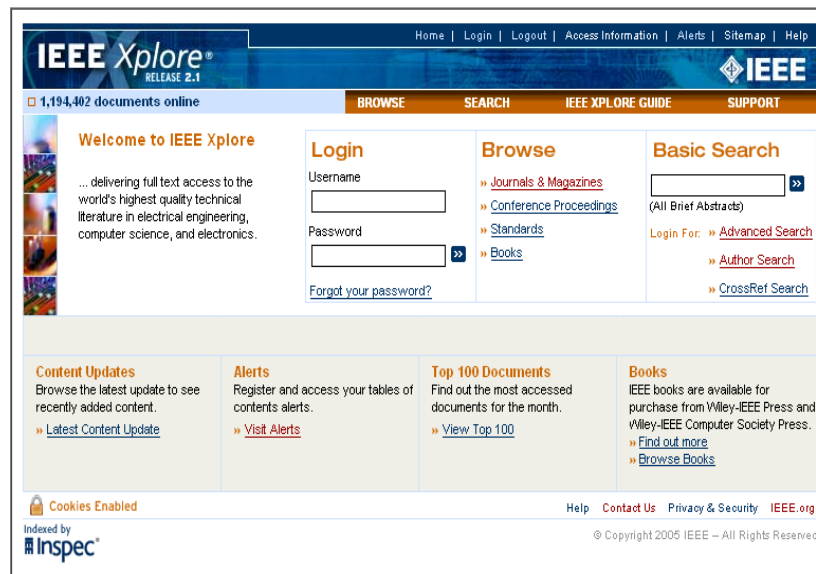 Home | Login | Logout | Access Information | Alerts | Sitemap | Help
IEEE Xplore®
RELEASE 2.1
IEEE
1,194,402 documents online
BROWSE SEARCH IEEE XPLORE GUIDE SUPPORT
Welcome to IEEE Xplore
... delivering full text access to the
world's highest quality technical
literature in electrical engineering,
computer science, and electronics.
Login
Username
Password
»
Forgot your password?
Browse
» Journals & Magazines
» Conference Proceedings
» Standards
» Books
Basic Search
»
(All Brief Abstracts)
Login For: » Advanced Search
» Author Search
» CrossRef Search
Content Updates
Browse the latest update to see
recently added content.
» Latest Content Update
Alerts
Register and access your tables of
contents alerts.
» Visit Alerts
Top 100 Documents
Find out the most accessed
documents for the month.
» View Top 100
Books
IEEE books are available for
purchase from Wiley-IEEE Press and
Wiley-IEEE Computer Society Press.
» Find out more
» Browse Books
Cookies Enabled
Help Contact Us Privacy & Security IEEE.org
Indexed by
Inspec®
© Copyright 2005 IEEE – All Rights Reserved